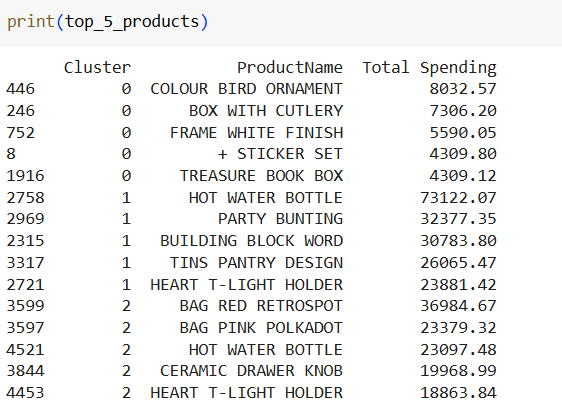 print(top_5_products)
Cluster ProductName Total Spending
446 0 COLOUR BIRD ORNAMENT 8032.57
246 0 BOX WITH CUTLERY 7306.20
752 0 FRAME WHITE FINISH 5590.05
8 0 + STICKER SET 4309.80
1916 0 TREASURE BOOK BOX 4309.12
2758 1 HOT WATER BOTTLE 73122.07
2969 1 PARTY BUNTING 32377.35
2315 1 BUILDING BLOCK WORD 30783.80
3317 1 TINS PANTRY DESIGN 26065.47
2721 1 HEART T-LIGHT HOLDER 23881.42
3599 2 BAG RED RETROSPOT 36984.67
3597 2 BAG PINK POLKADOT 23379.32
4521 2 HOT WATER BOTTLE 23097.48
3844 2 CERAMIC DRAWER KNOB 19968.99
4453 2 HEART T-LIGHT HOLDER 18863.84